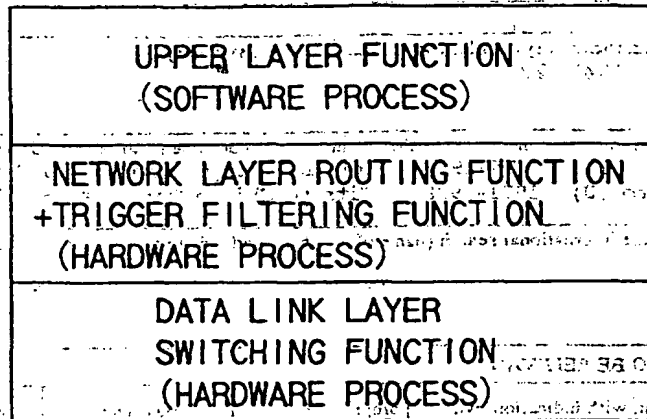 UPPER LAYER FUNCTION
(SOFTWARE PROCESS)
NETWORK LAYER ROUTING FUNCTION
+TRIGGER FILTERING FUNCTION
(HARDWARE PROCESS)
DATA LINK LAYER
SWITCHING FUNCTION
(HARDWARE PROCESS)